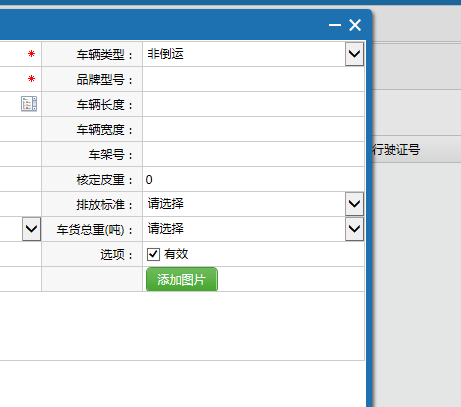 * 车辆类型： 非倒运
* 品牌型号：
车辆长度：
车辆宽度：
车架号：
行驶证号
核定皮重： 0
排放标准： 请选择
车货总重(吨)： 请选择
选项： 有效
添加图片